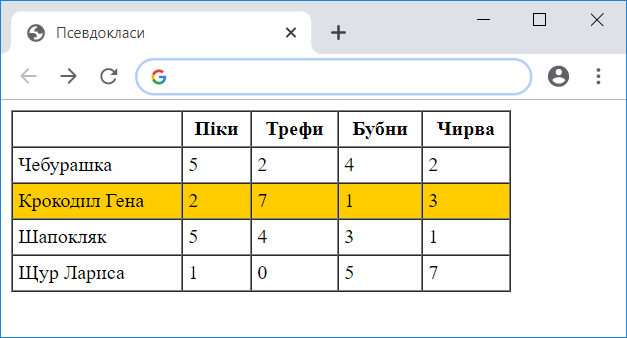 Псевдокласи
Піки Трефи Бубни Чирва
Чебурашка 5 2 4 2
Крокодил Гена 2 7 1 3
Шапокляк 5 4 3 1
Щур Лариса 1 0 5 7